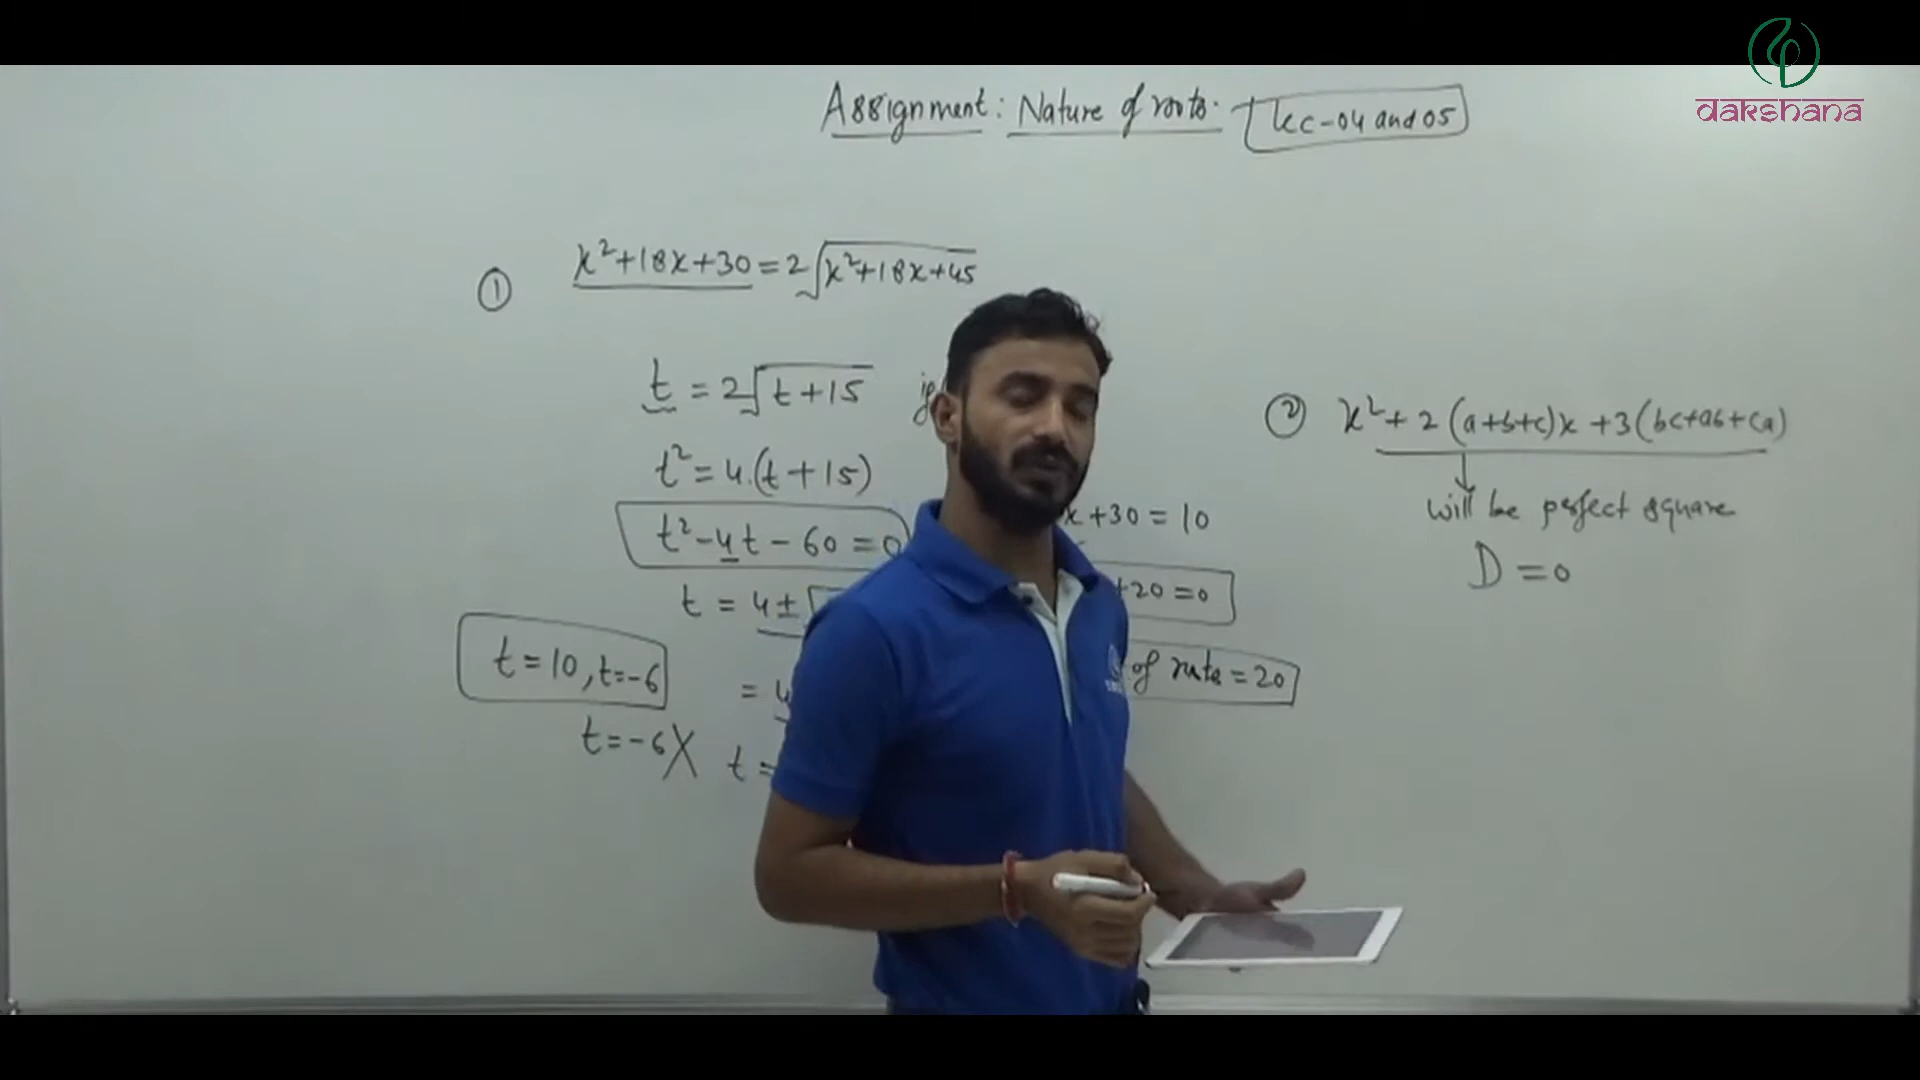 dakshana
Assignment: Nature of roots. Lec-04 and 05
① x²+18x+30=2√x²+18x+45
t = 2√t+15
t² = 4.(t+15)
t²-4t-60=0
t = 4±
t=10, t=-6
= 4
t=-6X t=
x+30=10
+20=0
of roots=20
② x²+2(a+b+c)x+3(bc+ab+ca)
will be perfect square
D=0